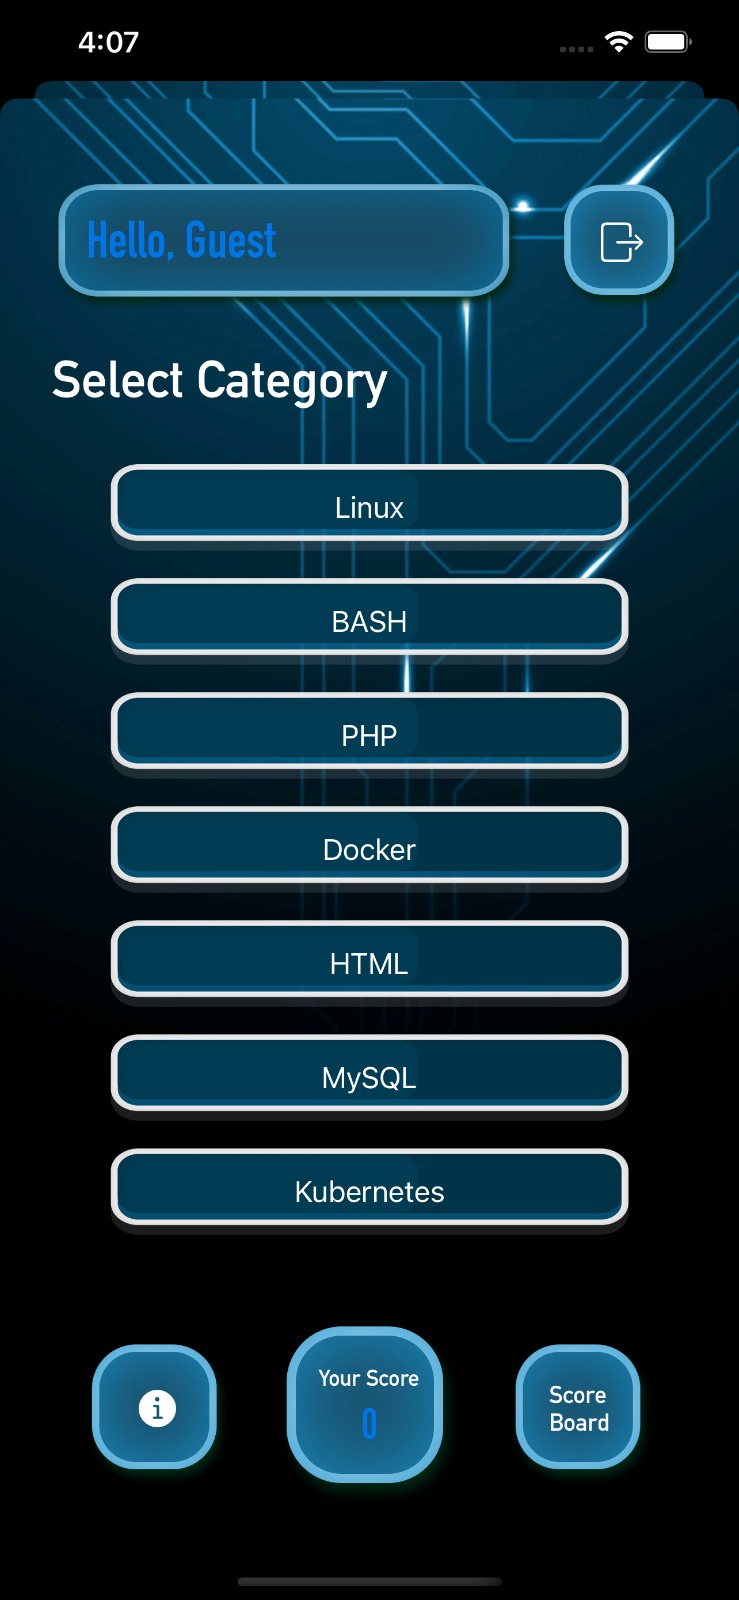 4:07
Hello, Guest
Select Category
Linux
BASH
PHP
Docker
HTML
MySQL
Kubernetes
Your Score
0
Score
Board